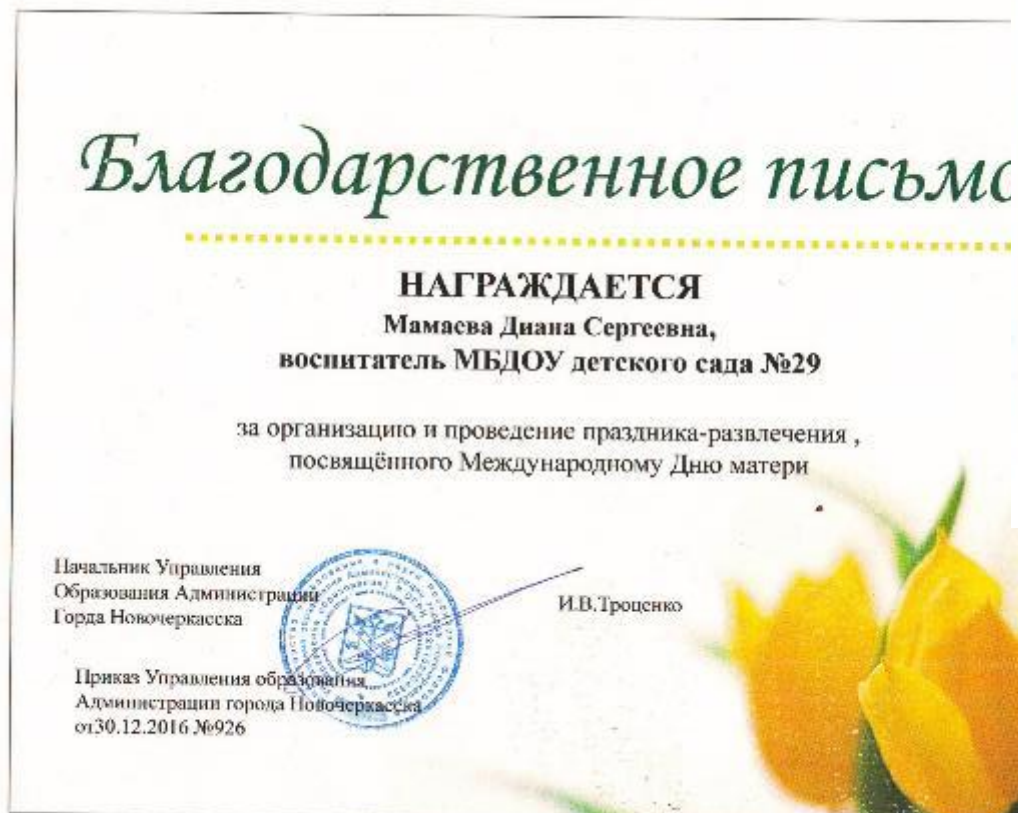 Благодарственное письмо
НАГРАЖДАЕТСЯ
Мамаева Диана Сергеевна,
воспитатель МБДОУ детского сада №29
за организацию и проведение праздника-развлечения ,
посвящённого Международному Дню матери
Начальник Управления
Образования Администрации
Горда Новочеркасска
И.В.Троценко
Приказ Управления образования
Администрации города Новочеркасска
от30.12.2016 №926